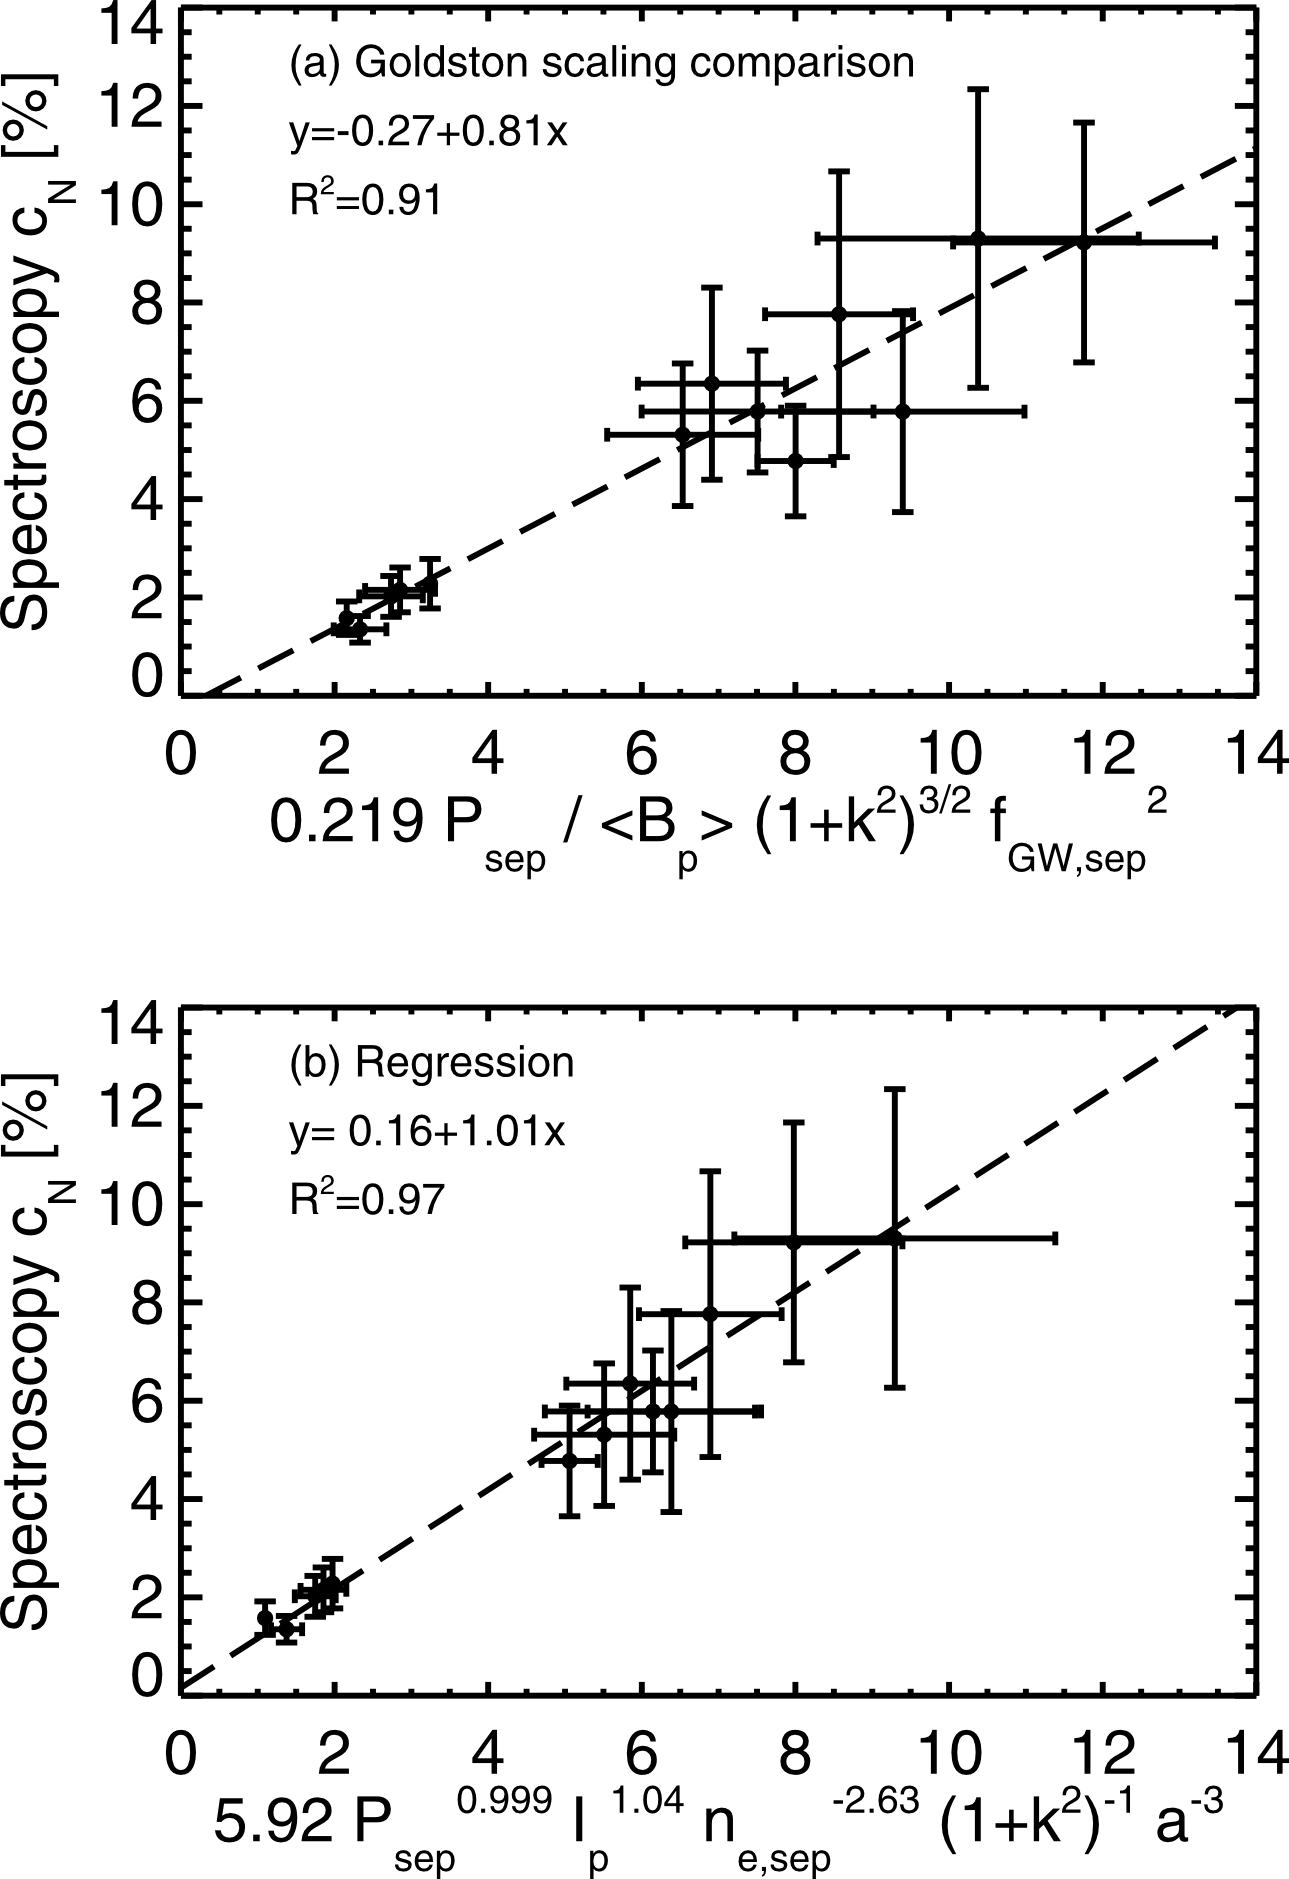 Spectroscopy c_N [%]
14
12
10
8
6
4
2
0
(a) Goldston scaling comparison
y=-0.27+0.81x
R²=0.91
0 2 4 6 8 10 12 14
0.219 P_sep / <B_p> (1+k²)^3/2 f_GW,sep ²
Spectroscopy c_N [%]
14
12
10
8
6
4
2
0
(b) Regression
y= 0.16+1.01x
R²=0.97
0 2 4 6 8 10 12 14
5.92 P_sep^0.999 I_p^1.04 n_e,sep^-2.63 (1+k²)^-1 a^-3